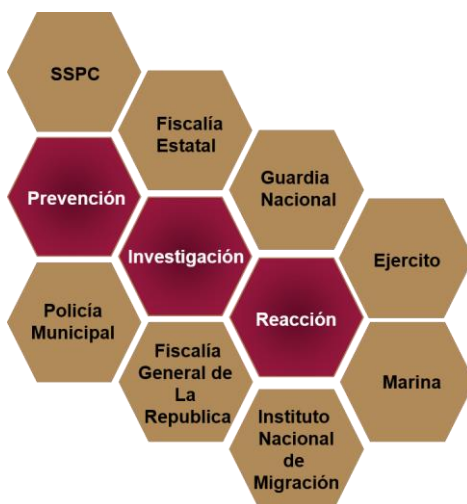 SSPC
Fiscalía
Estatal
Guardia
Nacional
Prevención
Investigación
Ejercito
Reacción
Policía
Municipal
Fiscalía
General de
La
Republica
Marina
Instituto
Nacional
de
Migración